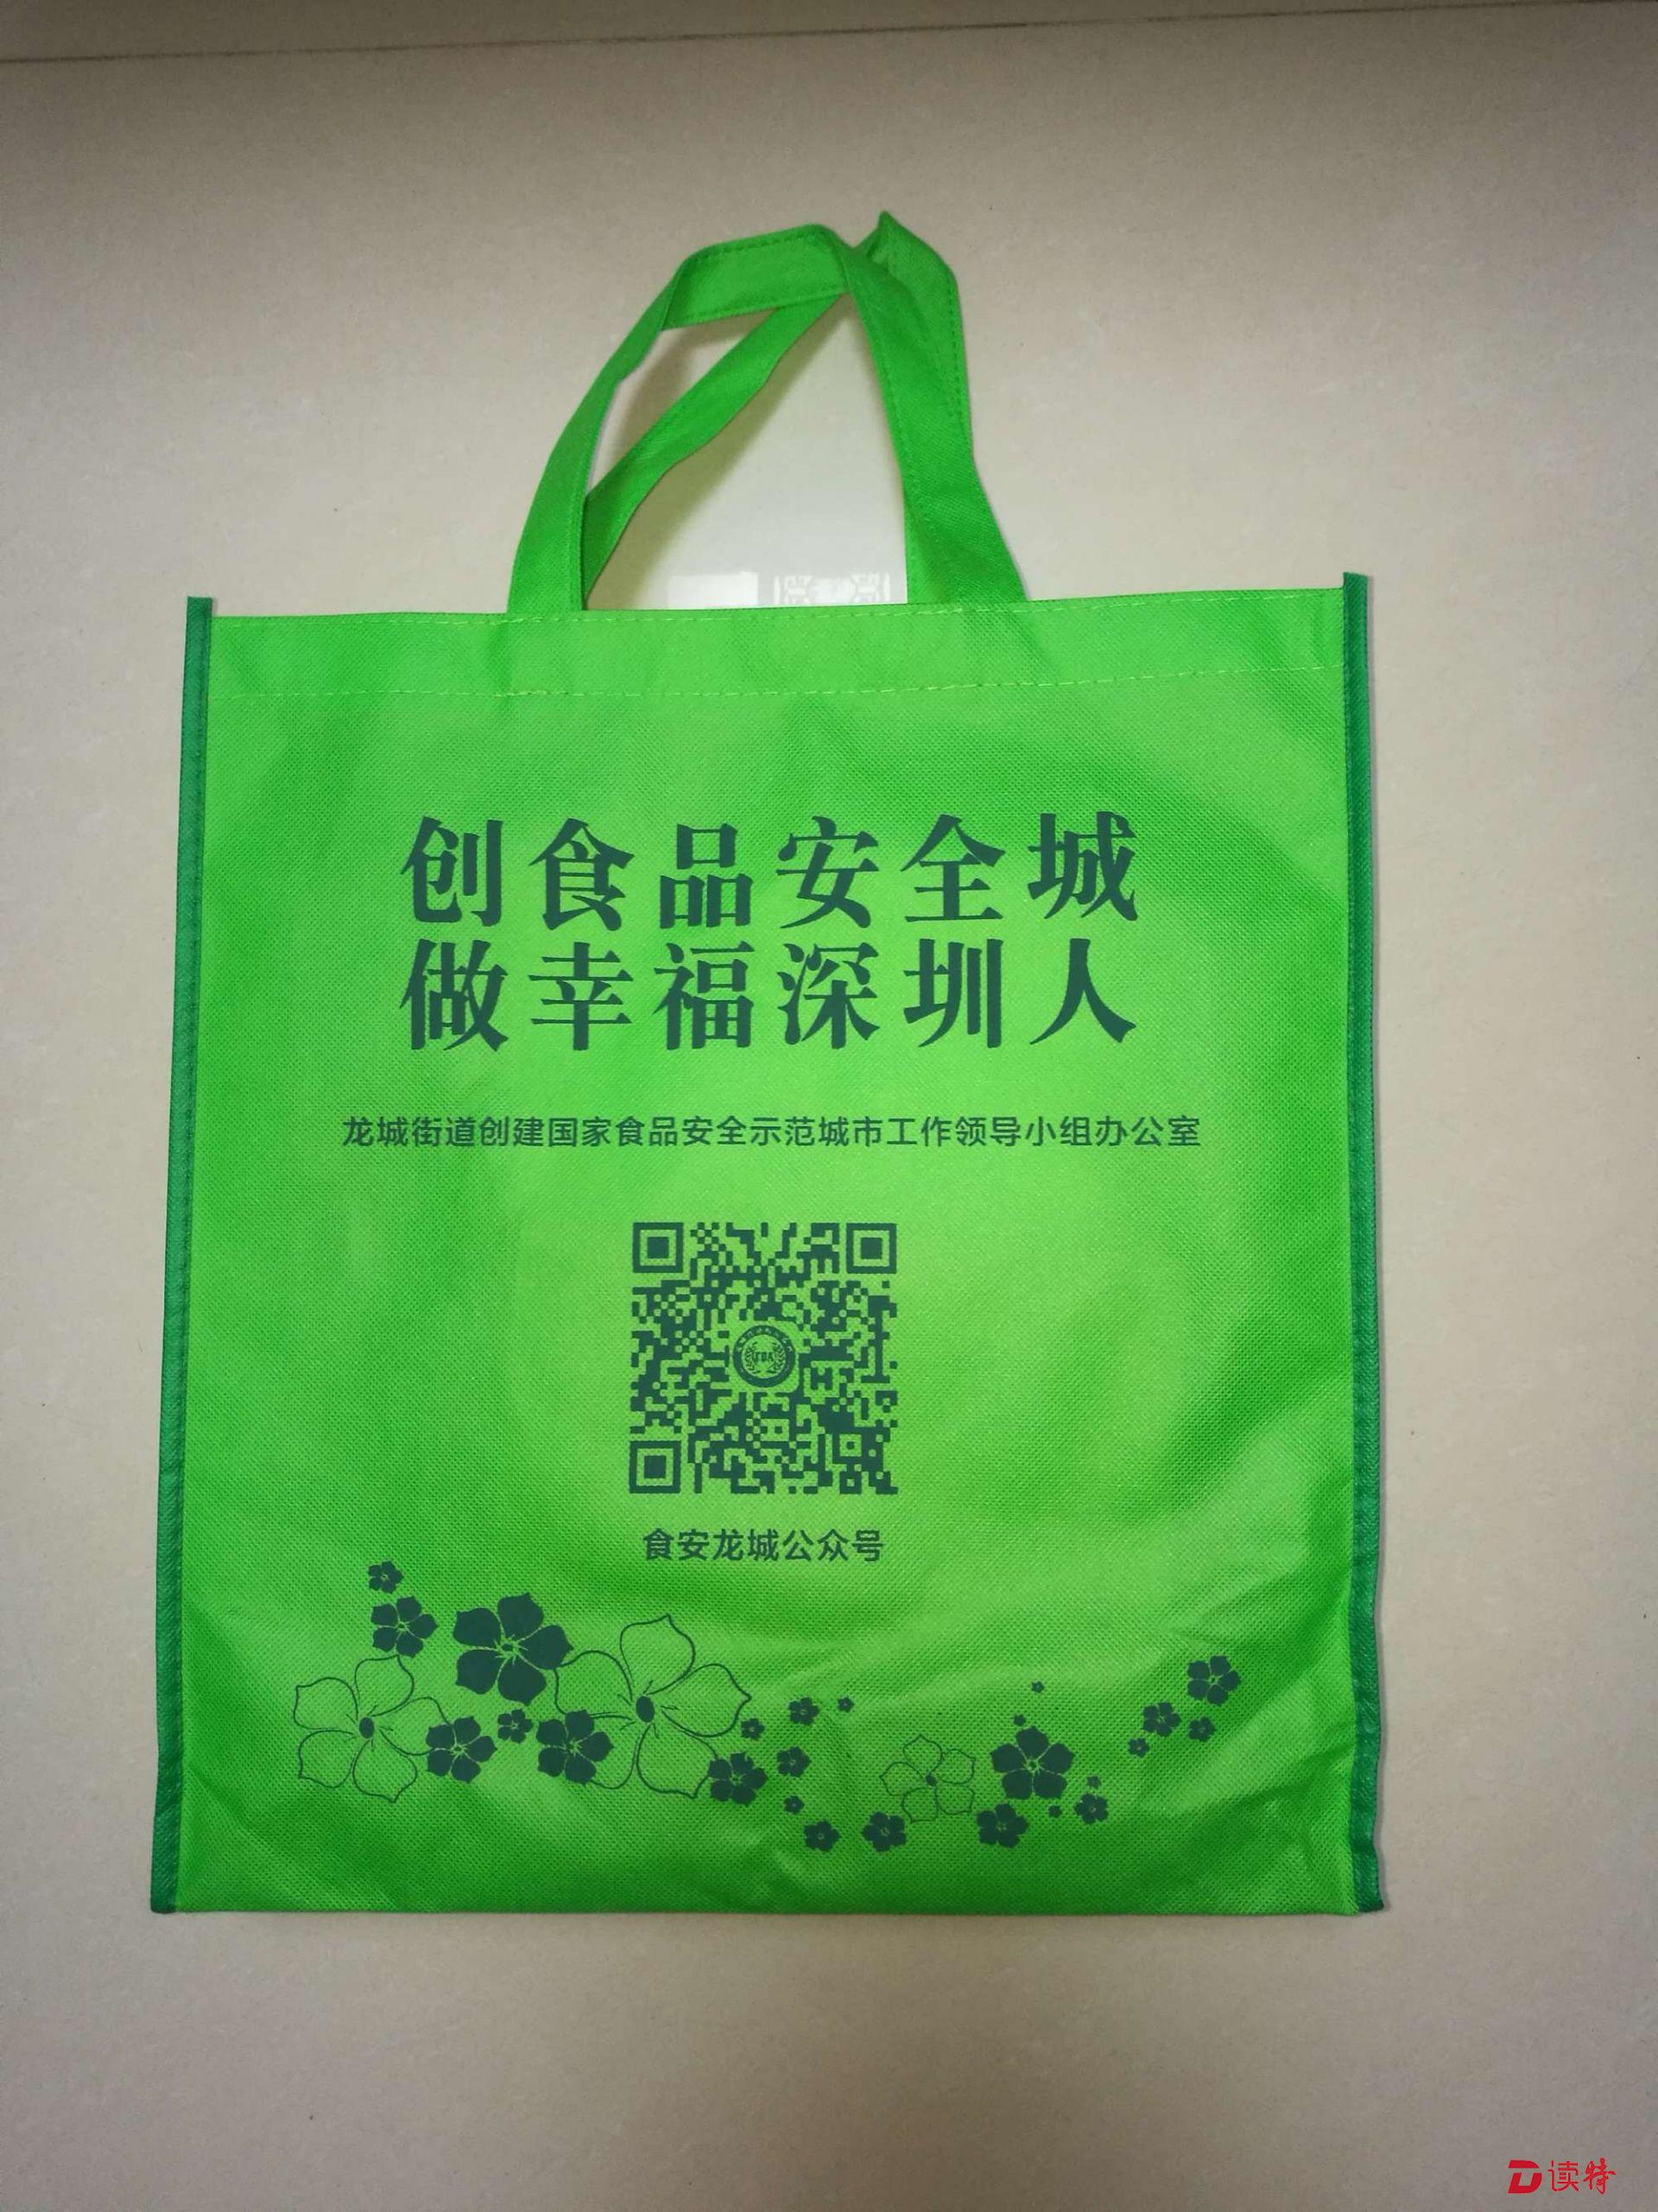 创食品安全城
做幸福深圳人
龙城街道创建国家食品安全示范城市工作领导小组办公室
FDA
食安龙城公众号
读特